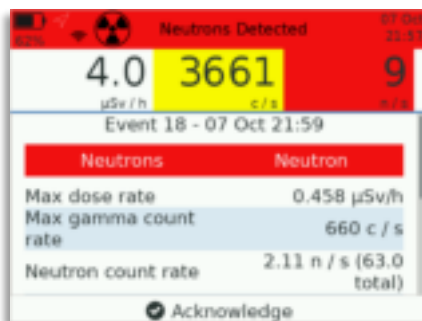 62%
Neutrons Detected
07 Oct
21:57
4.0
3661
9
µSv / h
c / s
n / s
Event 18 - 07 Oct 21:59
Neutrons Neutron
Max dose rate 0.458 µSv/h
Max gamma count
rate
660 c / s
Neutron count rate
2.11 n / s (63.0
total)
Acknowledge